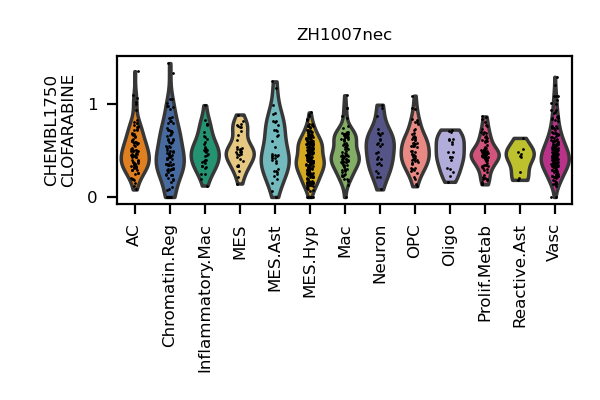 ZH1007nec
CHEMBL1750
CLOFARABINE
1
0
AC
Chromatin.Reg
Inflammatory.Mac
MES
MES.Ast
MES.Hyp
Mac
Neuron
OPC
Oligo
Prolif.Metab
Reactive.Ast
Vasc